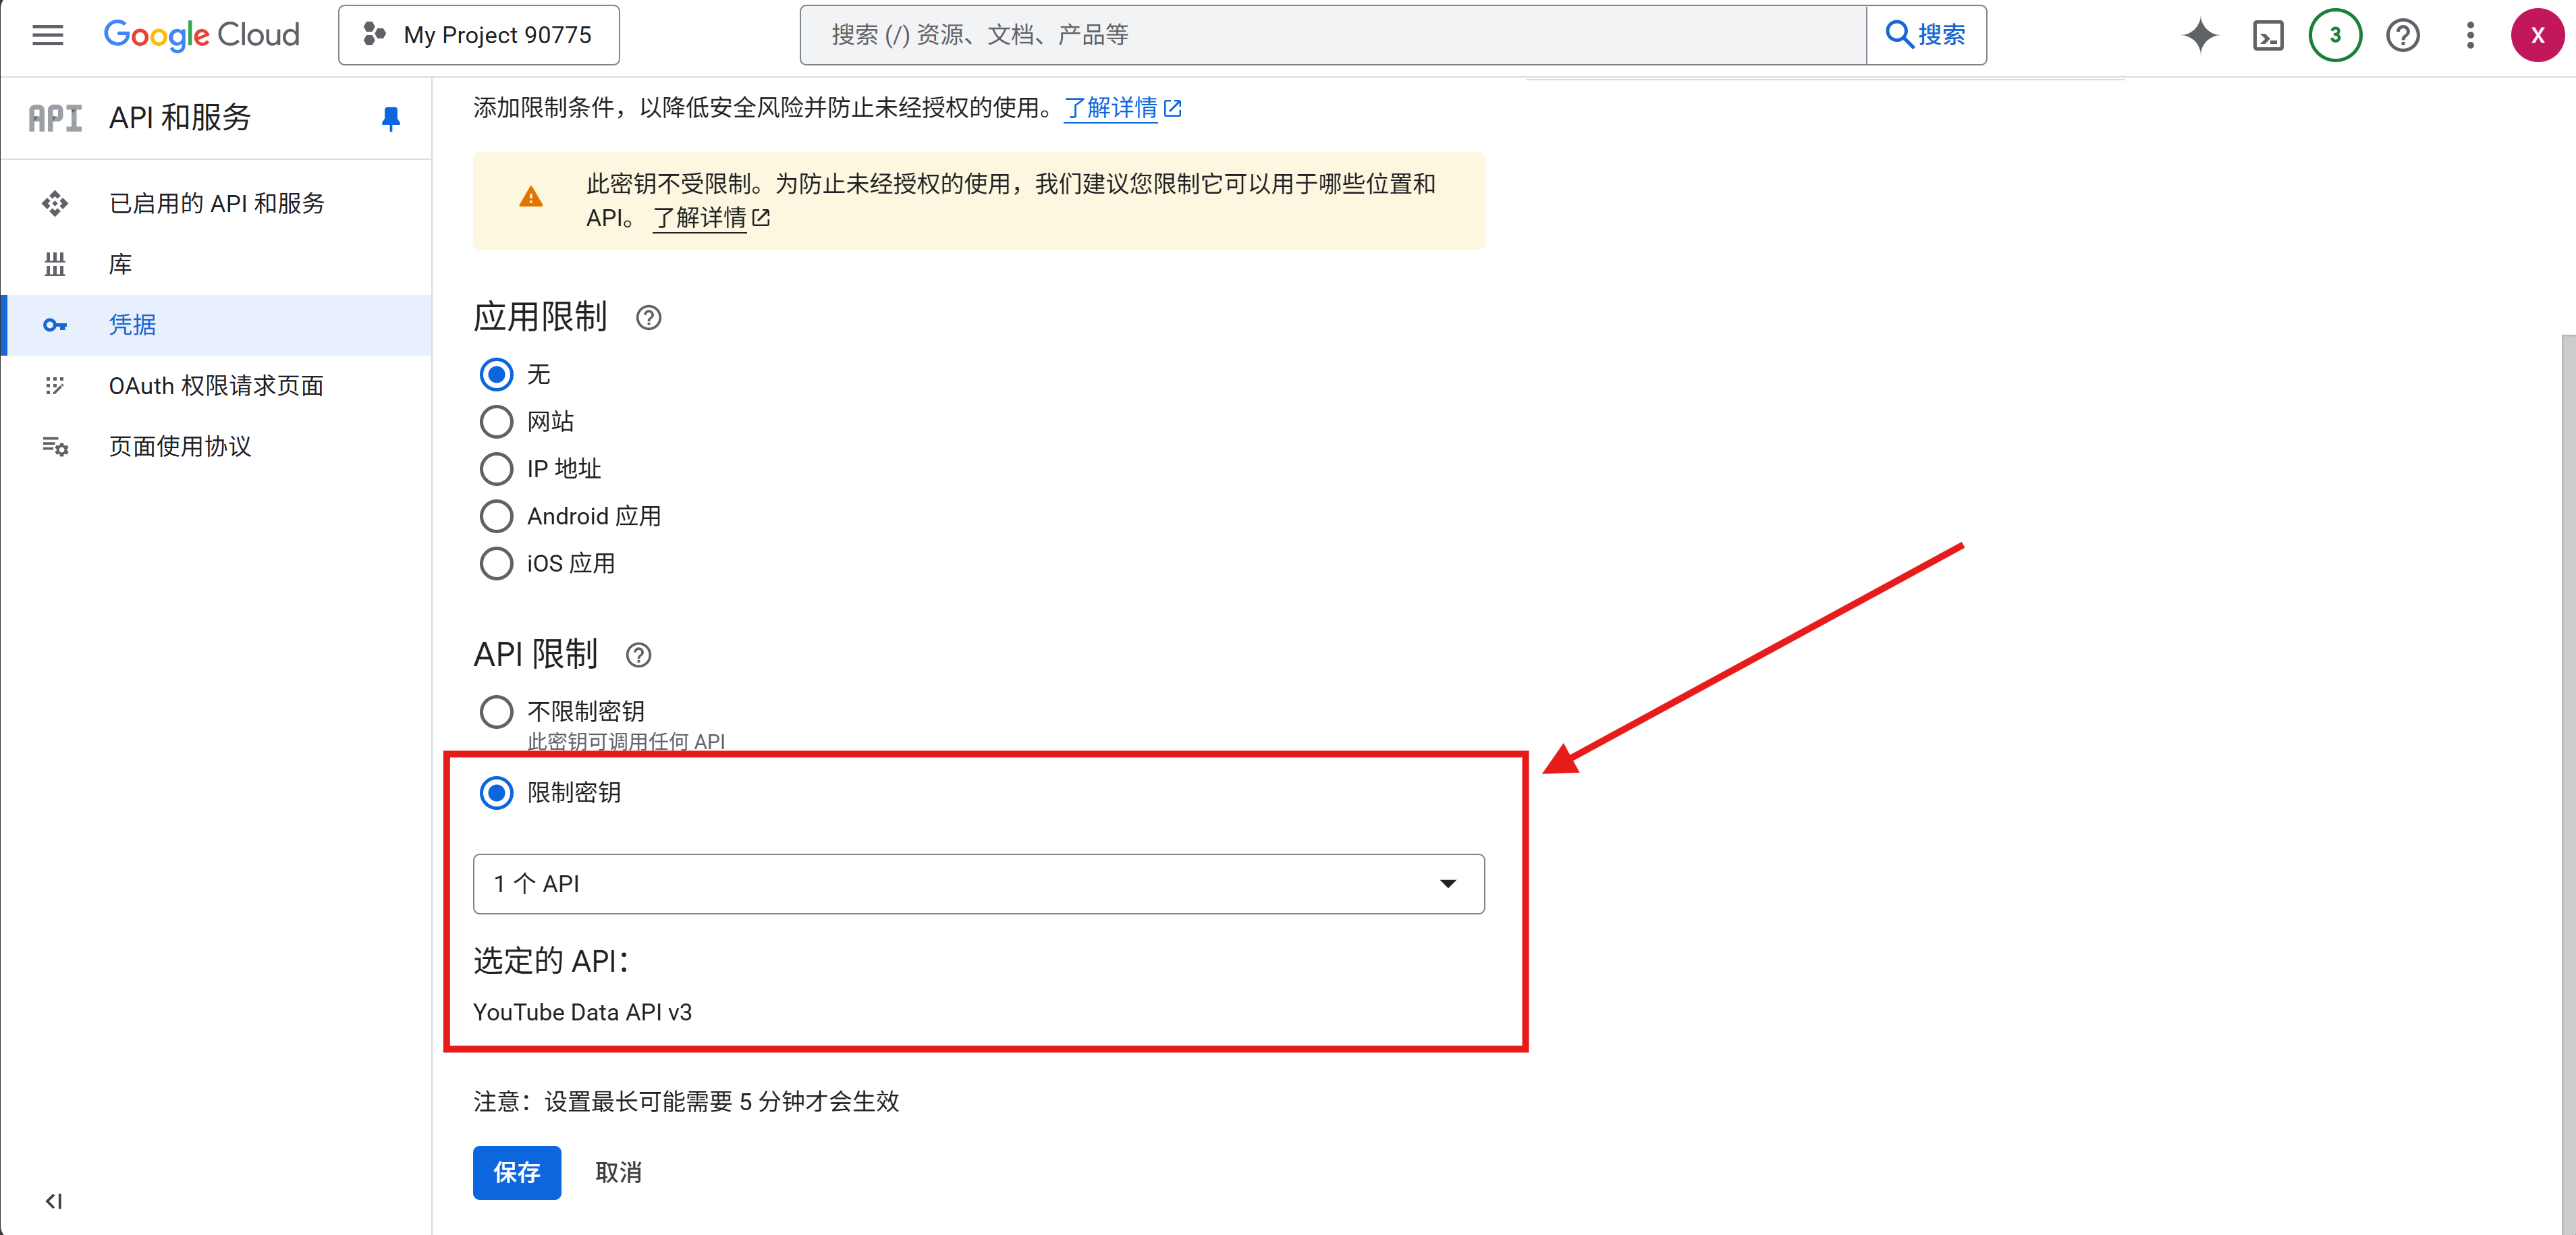 Google Cloud
My Project 90775
搜索 (/) 资源、文档、产品等
搜索
3
X
API
API 和服务
已启用的 API 和服务
库
凭据
OAuth 权限请求页面
页面使用协议
添加限制条件，以降低安全风险并防止未经授权的使用。了解详情
此密钥不受限制。为防止未经授权的使用，我们建议您限制它可以用于哪些位置和
API。 了解详情
应用限制
无
网站
IP 地址
Android 应用
iOS 应用
API 限制
不限制密钥
此密钥可调用任何 API
限制密钥
1 个 API
选定的 API：
YouTube Data API v3
注意：设置最长可能需要 5 分钟才会生效
保存
取消